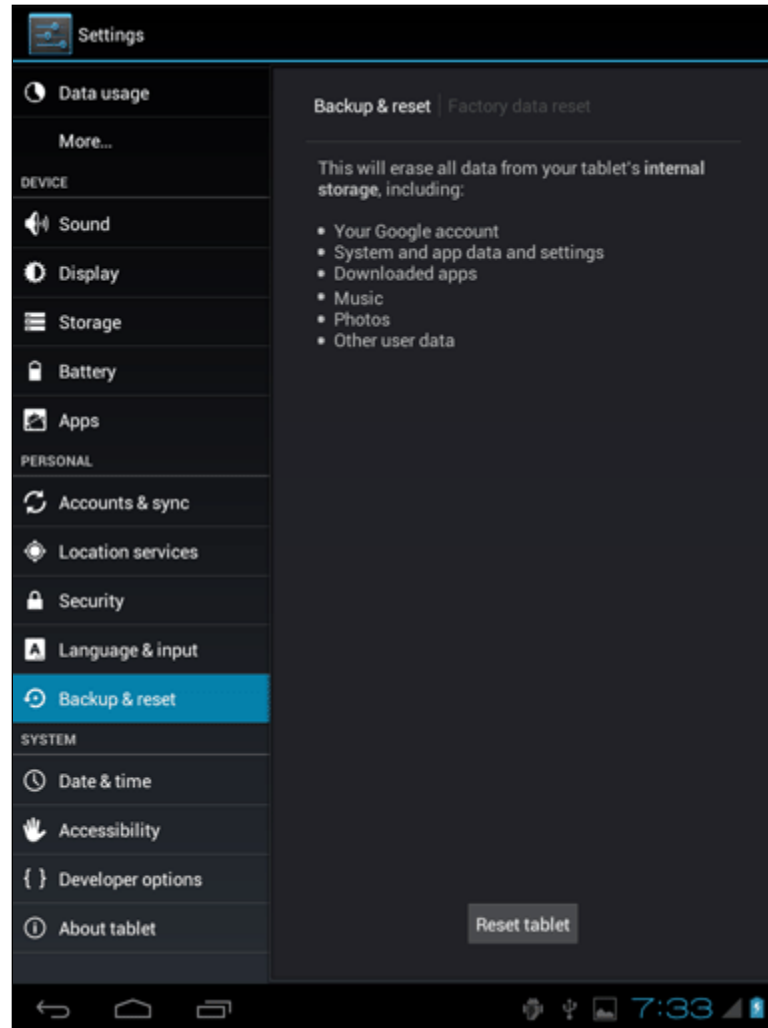 Settings
Data usage
More...
DEVICE
Sound
Display
Storage
Battery
Apps
PERSONAL
Accounts & sync
Location services
Security
Language & input
Backup & reset
SYSTEM
Date & time
Accessibility
Developer options
About tablet
Backup & reset | Factory data reset
This will erase all data from your tablet's internal
storage, including:
• Your Google account
• System and app data and settings
• Downloaded apps
• Music
• Photos
• Other user data
Reset tablet
7:33